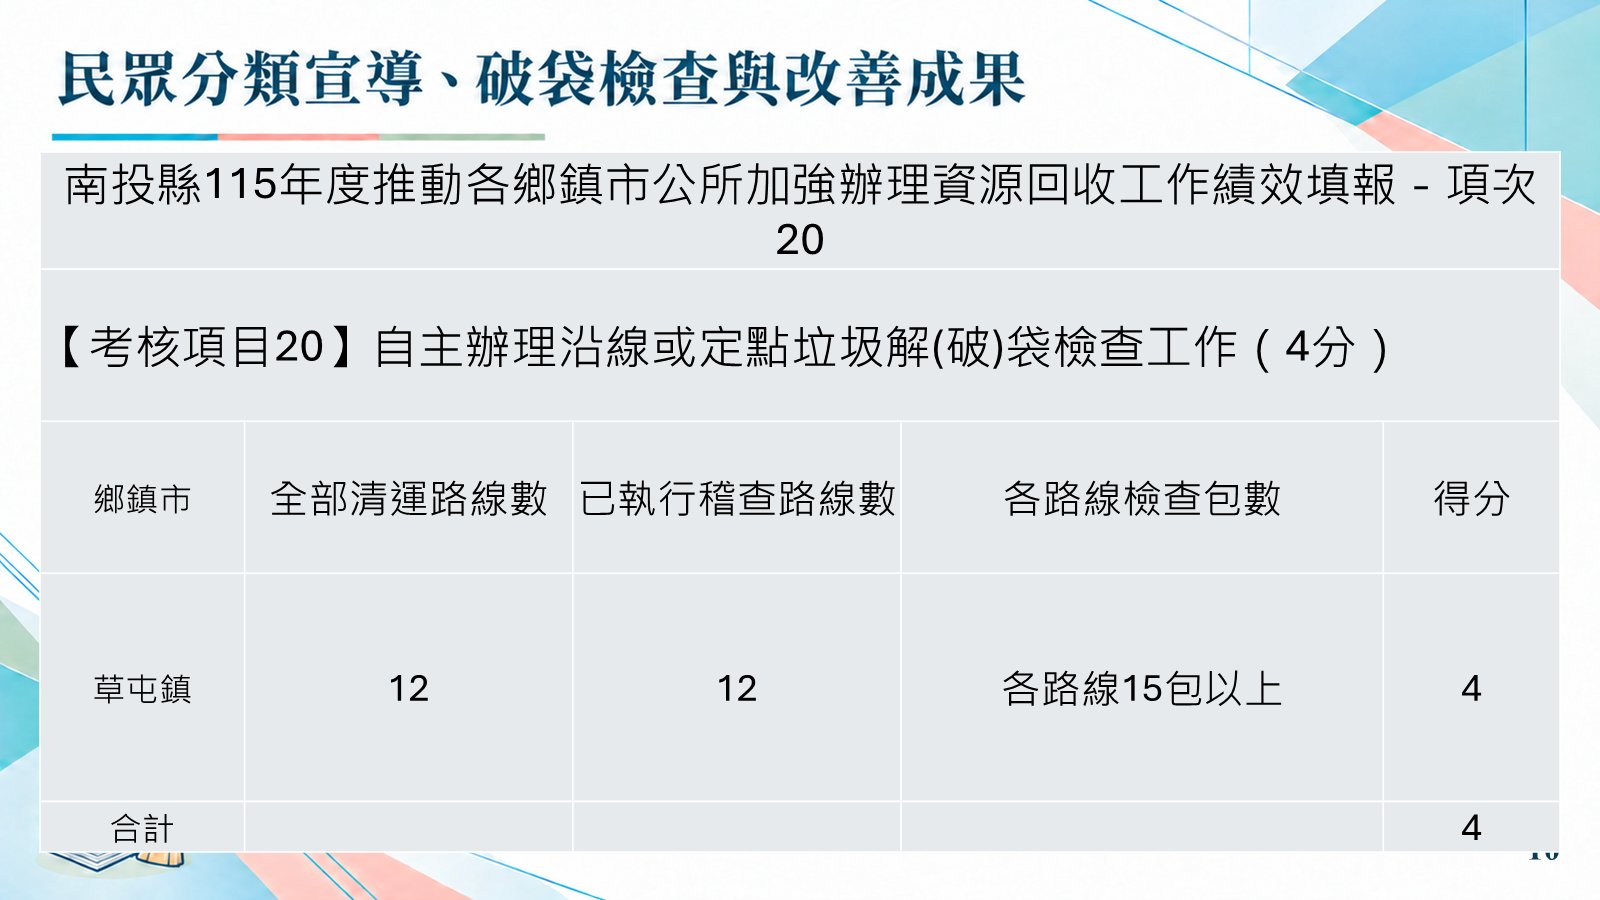 民眾分類宣導、破袋檢查與改善成果
南投縣115年度推動各鄉鎮市公所加強辦理資源回收工作績效填報 - 項次
20
【考核項目20】自主辦理沿線或定點垃圾解(破)袋檢查工作（4分）
鄉鎮市 全部清運路線數 已執行稽查路線數 各路線檢查包數 得分
草屯鎮 12 12 各路線15包以上 4
合計 4